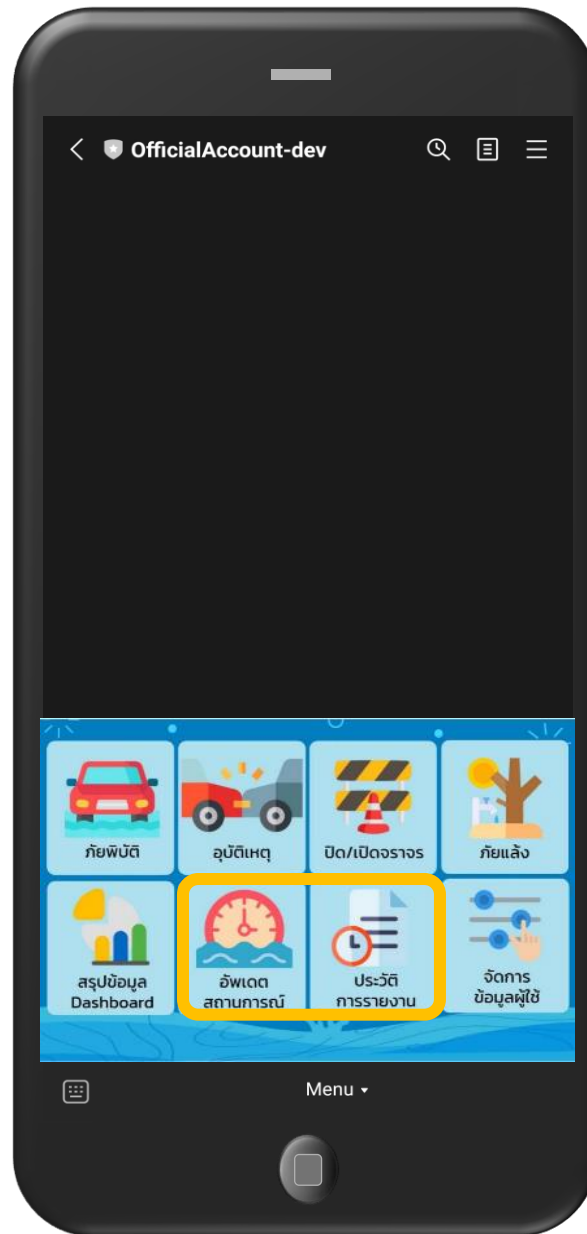 OfficialAccount-dev
ภัยพิบัติ
อุบัติเหตุ
ปิด/เปิดจราจร
ภัยแล้ง
สรุปข้อมูล
Dashboard
อัพเดต
สถานการณ์
ประวัติ
การรายงาน
จัดการ
ข้อมูลผู้ใช้
Menu